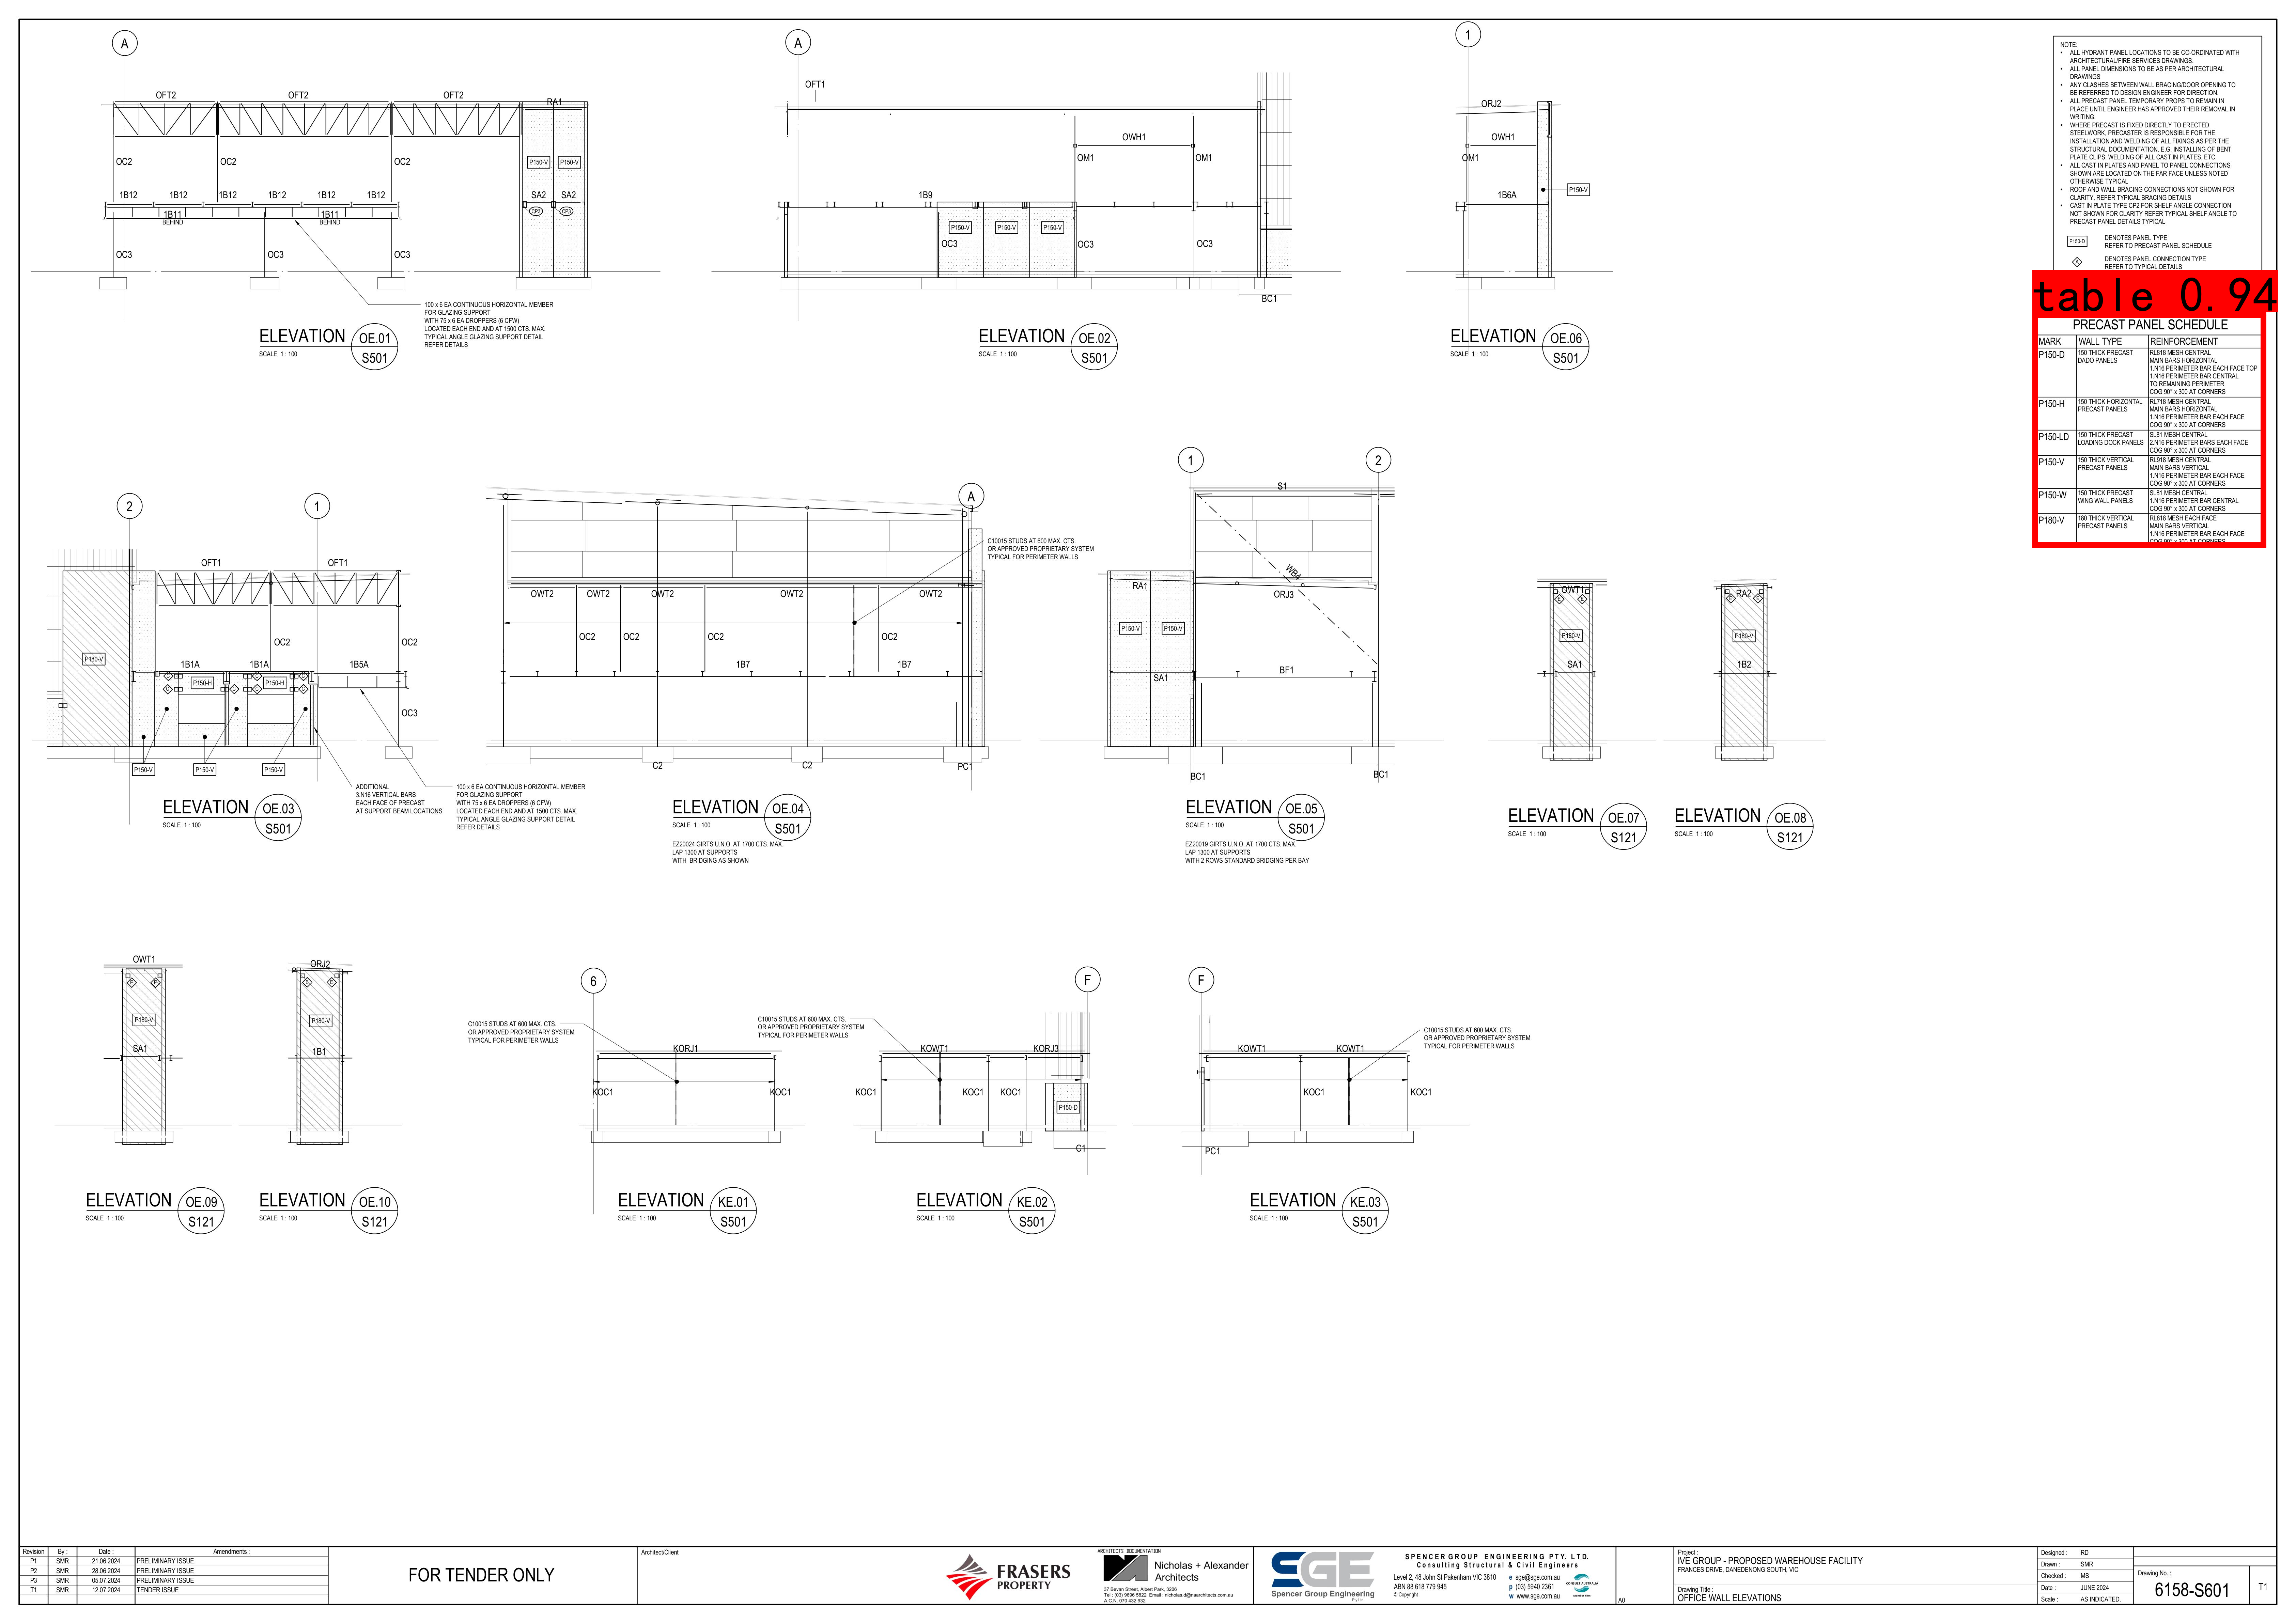 A
OFT2 OFT2 OFT2 RA1
OC2 OC2 OC2 P150-V P150-V
1B12 1B12 1B12 1B12 1B12 1B12 SA2 SA2
1B11 1B11 CP3 CP3
BEHIND BEHIND
OC3 OC3 OC3
100 x 6 EA CONTINUOUS HORIZONTAL MEMBER
FOR GLAZING SUPPORT
WITH 75 x 6 EA DROPPERS (6 CFW)
LOCATED EACH END AND AT 1500 CTS. MAX.
TYPICAL ANGLE GLAZING SUPPORT DETAIL
REFER DETAILS
ELEVATION OE.01
SCALE 1 : 100 S501
A
OFT1
OWH1
OM1 OM1
1B9
P150-V P150-V P150-V
OC3 OC3 OC3
BC1
ELEVATION OE.02
SCALE 1 : 100 S501
1
ORJ2
OWH1
OM1
P150-V
1B6A
ELEVATION OE.06
SCALE 1 : 100 S501
NOTE:
• ALL HYDRANT PANEL LOCATIONS TO BE CO-ORDINATED WITH
ARCHITECTURAL/FIRE SERVICES DRAWINGS.
• ALL PANEL DIMENSIONS TO BE AS PER ARCHITECTURAL
DRAWINGS
• ANY CLASHES BETWEEN WALL BRACING/DOOR OPENING TO
BE REFERRED TO DESIGN ENGINEER FOR DIRECTION.
• ALL PRECAST PANEL TEMPORARY PROPS TO REMAIN IN
PLACE UNTIL ENGINEER HAS APPROVED THEIR REMOVAL IN
WRITING.
• WHERE PRECAST IS FIXED DIRECTLY TO ERECTED
STEELWORK, PRECASTER IS RESPONSIBLE FOR THE
INSTALLATION AND WELDING OF ALL FIXINGS AS PER THE
STRUCTURAL DOCUMENTATION. E.G. INSTALLING OF BENT
PLATE CLIPS, WELDING OF ALL CAST IN PLATES, ETC.
• ALL CAST IN PLATES AND PANEL TO PANEL CONNECTIONS
SHOWN ARE LOCATED ON THE FAR FACE UNLESS NOTED
OTHERWISE TYPICAL
• ROOF AND WALL BRACING CONNECTIONS NOT SHOWN FOR
CLARITY. REFER TYPICAL BRACING DETAILS
• CAST IN PLATE TYPE CP2 FOR SHELF ANGLE CONNECTION
NOT SHOWN FOR CLARITY REFER TYPICAL SHELF ANGLE TO
PRECAST PANEL DETAILS TYPICAL
P150-D DENOTES PANEL TYPE
REFER TO PRECAST PANEL SCHEDULE
DENOTES PANEL CONNECTION TYPE
REFER TO TYPICAL DETAILS
table 0.94
PRECAST PANEL SCHEDULE
MARK WALL TYPE REINFORCEMENT
P150-D 150 THICK PRECAST RL818 MESH CENTRAL
DADO PANELS MAIN BARS HORIZONTAL
1.N16 PERIMETER BAR EACH FACE TOP
1.N16 PERIMETER BAR CENTRAL
TO REMAINING PERIMETER
COG 90° x 300 AT CORNERS
P150-H 150 THICK HORIZONTAL RL718 MESH CENTRAL
PRECAST PANELS MAIN BARS HORIZONTAL
1.N16 PERIMETER BAR EACH FACE
COG 90° x 300 AT CORNERS
P150-LD 150 THICK PRECAST SL81 MESH CENTRAL
LOADING DOCK PANELS 2.N16 PERIMETER BARS EACH FACE
COG 90° x 300 AT CORNERS
P150-V 150 THICK VERTICAL RL918 MESH CENTRAL
PRECAST PANELS MAIN BARS VERTICAL
1.N16 PERIMETER BAR EACH FACE
COG 90° x 300 AT CORNERS
P150-W 150 THICK PRECAST SL81 MESH CENTRAL
WING WALL PANELS 1.N16 PERIMETER BAR CENTRAL
COG 90° x 300 AT CORNERS
P180-V 180 THICK VERTICAL RL818 MESH EACH FACE
PRECAST PANELS MAIN BARS VERTICAL
1.N16 PERIMETER BAR EACH FACE
COG 90° x 300 AT CORNERS
2 1
OFT1 OFT1
OC2 OC2
P180-V
1B1A 1B1A 1B5A
P150-H P150-H
OC3
P150-V P150-V P150-V
ADDITIONAL
3.N16 VERTICAL BARS
EACH FACE OF PRECAST
AT SUPPORT BEAM LOCATIONS
100 x 6 EA CONTINUOUS HORIZONTAL MEMBER
FOR GLAZING SUPPORT
WITH 75 x 6 EA DROPPERS (6 CFW)
LOCATED EACH END AND AT 1500 CTS. MAX.
TYPICAL ANGLE GLAZING SUPPORT DETAIL
REFER DETAILS
ELEVATION OE.03
SCALE 1 : 100 S501
A
C10015 STUDS AT 600 MAX. CTS.
OR APPROVED PROPRIETARY SYSTEM
TYPICAL FOR PERIMETER WALLS
OWT2 OWT2 OWT2 OWT2 OWT2
OC2 OC2 OC2 OC2
1B7 1B7
C2 C2 PC1
ELEVATION OE.04
SCALE 1 : 100 S501
EZ20024 GIRTS U.N.O. AT 1700 CTS. MAX.
LAP 1300 AT SUPPORTS
WITH BRIDGING AS SHOWN
1 2
S1
WB4
RA1
ORJ3
P150-V P150-V
SA1 BF1
BC1 BC1
ELEVATION OE.05
SCALE 1 : 100 S501
EZ20019 GIRTS U.N.O. AT 1700 CTS. MAX.
LAP 1300 AT SUPPORTS
WITH 2 ROWS STANDARD BRIDGING PER BAY
OWT1
P180-V
SA1
ELEVATION OE.07
SCALE 1 : 100 S121
RA2
P180-V
1B2
ELEVATION OE.08
SCALE 1 : 100 S121
OWT1
P180-V
SA1
ELEVATION OE.09
SCALE 1 : 100 S121
ORJ2
P180-V
1B1
ELEVATION OE.10
SCALE 1 : 100 S121
6
C10015 STUDS AT 600 MAX. CTS.
OR APPROVED PROPRIETARY SYSTEM
TYPICAL FOR PERIMETER WALLS
KORJ1
KOC1 KOC1
ELEVATION KE.01
SCALE 1 : 100 S501
F
C10015 STUDS AT 600 MAX. CTS.
OR APPROVED PROPRIETARY SYSTEM
TYPICAL FOR PERIMETER WALLS
KOWT1 KORJ3
KOC1 KOC1 KOC1
P150-D
C1
ELEVATION KE.02
SCALE 1 : 100 S501
F
C10015 STUDS AT 600 MAX. CTS.
OR APPROVED PROPRIETARY SYSTEM
TYPICAL FOR PERIMETER WALLS
KOWT1 KOWT1
KOC1 KOC1
PC1
ELEVATION KE.03
SCALE 1 : 100 S501
Revision By : Date : Amendments :
P1 SMR 21.06.2024 PRELIMINARY ISSUE
P2 SMR 28.06.2024 PRELIMINARY ISSUE
P3 SMR 05.07.2024 PRELIMINARY ISSUE
T1 SMR 12.07.2024 TENDER ISSUE
FOR TENDER ONLY
Architect/Client
FRASERS
PROPERTY
ARCHITECTS DOCUMENTATION
Nicholas + Alexander
Architects
37 Bevan Street, Albert Park, 3206
Tel : (03) 9696 5822 Email : nicholas.d@naarchitects.com.au
A.C.N. 070 432 932
SGE
Spencer Group Engineering
Pty Ltd
SPENCER GROUP ENGINEERING PTY. LTD.
Consulting Structural & Civil Engineers
Level 2, 48 John St Pakenham VIC 3810 e sge@sge.com.au
ABN 88 618 779 945 p (03) 5940 2361
© Copyright w www.sge.com.au
CONSULT AUSTRALIA
Member Firm
A0
Project :
IVE GROUP - PROPOSED WAREHOUSE FACILITY
FRANCES DRIVE, DANEDENONG SOUTH, VIC
Drawing Title :
OFFICE WALL ELEVATIONS
Designed : RD
Drawn : SMR
Checked : MS
Date : JUNE 2024
Scale : AS INDICATED.
Drawing No. :
6158-S601 T1